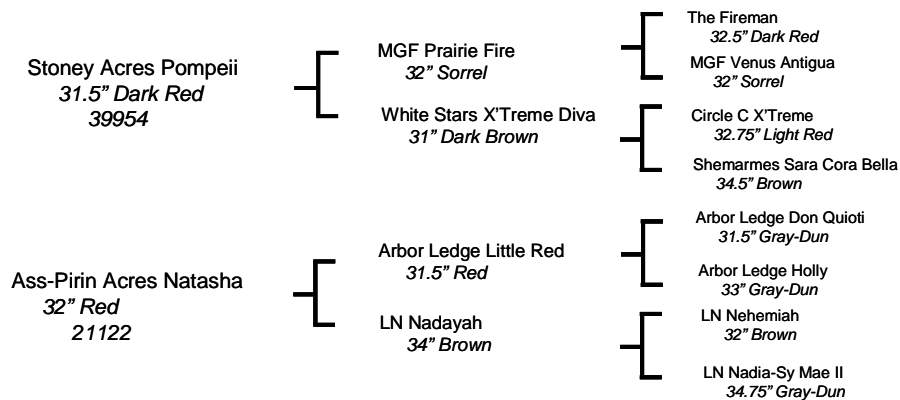 Stoney Acres Pompeii
31.5” Dark Red
39954
MGF Prairie Fire
32” Sorrel
White Stars X’Treme Diva
31” Dark Brown
The Fireman
32.5” Dark Red
MGF Venus Antigua
32” Sorrel
Circle C X’Treme
32.75” Light Red
Shemarmes Sara Cora Bella
34.5” Brown
Ass-Pirin Acres Natasha
32” Red
21122
Arbor Ledge Little Red
31.5” Red
LN Nadayah
34” Brown
Arbor Ledge Don Quioti
31.5” Gray-Dun
Arbor Ledge Holly
33” Gray-Dun
LN Nehemiah
32” Brown
LN Nadia-Sy Mae II
34.75” Gray-Dun